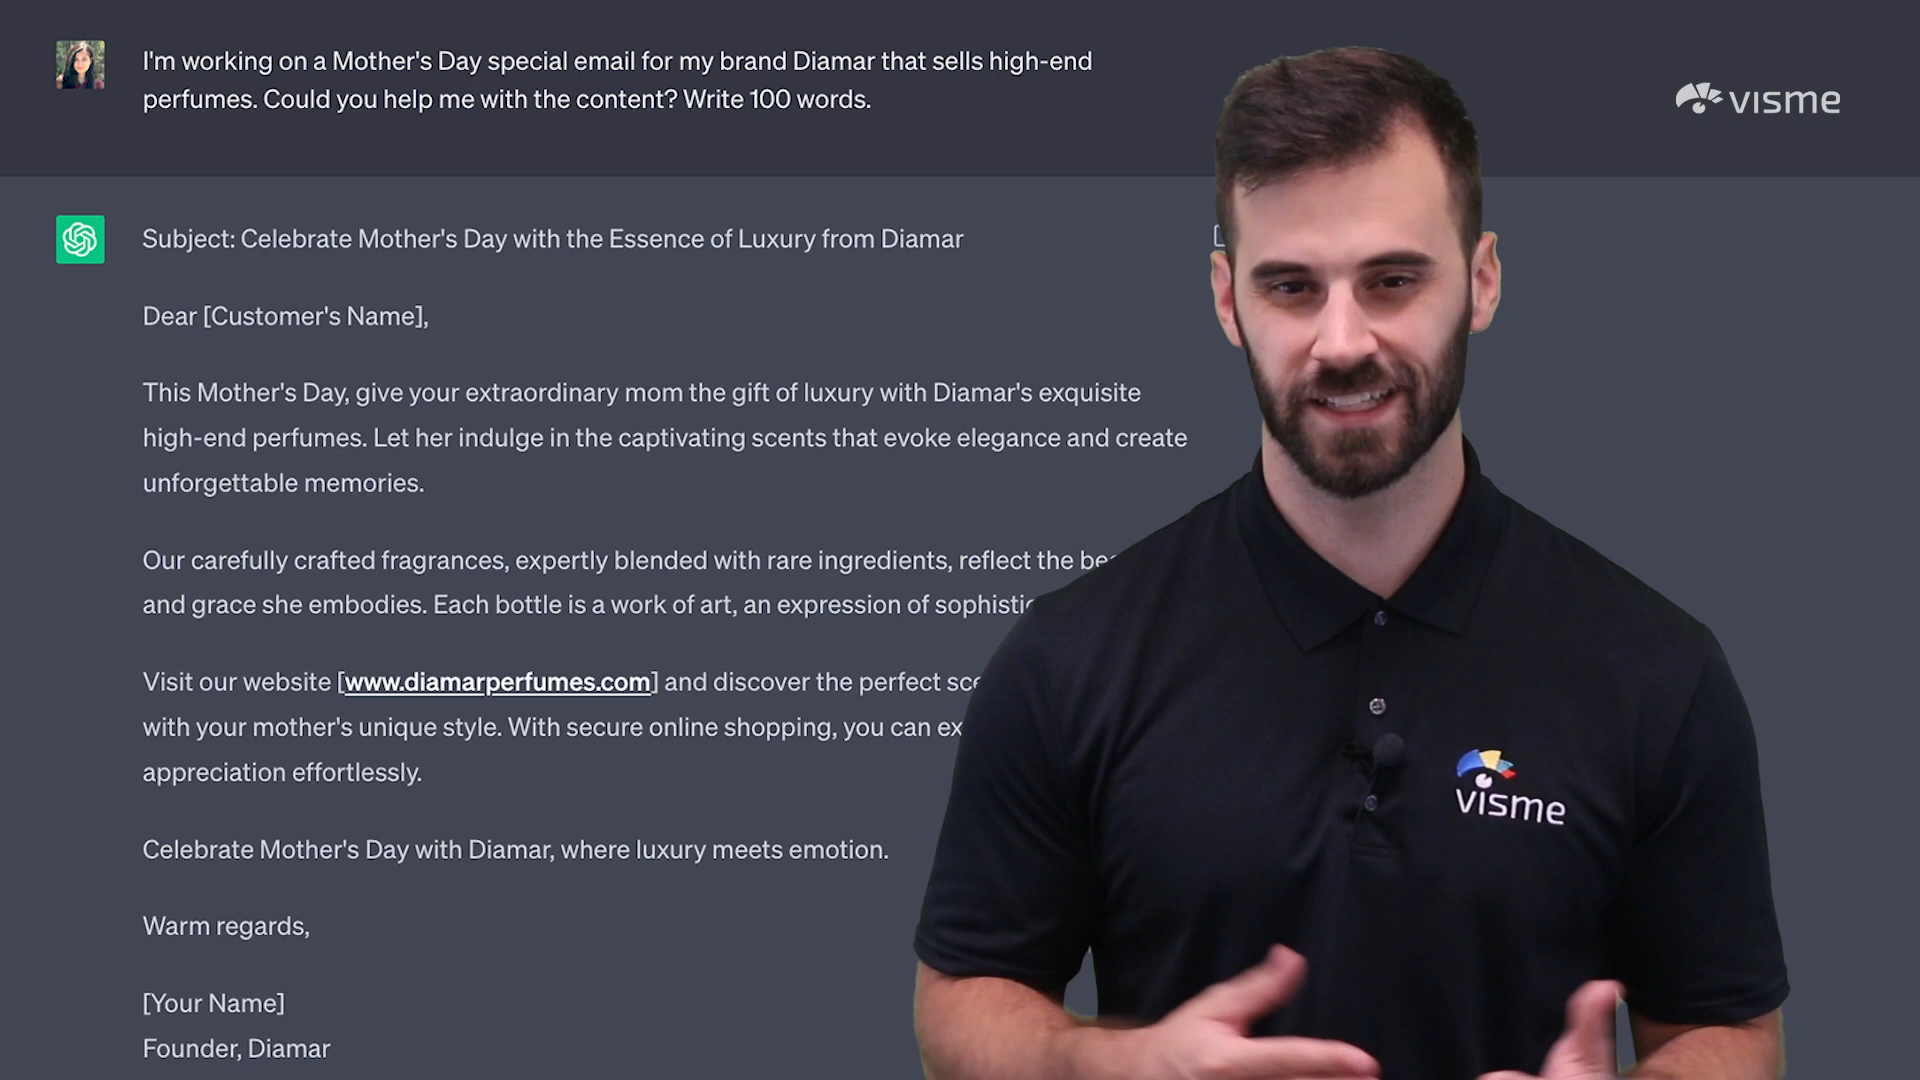 I'm working on a Mother's Day special email for my brand Diamar that sells high-end
perfumes. Could you help me with the content? Write 100 words.
visme
Subject: Celebrate Mother's Day with the Essence of Luxury from Diamar
Dear [Customer's Name],
This Mother's Day, give your extraordinary mom the gift of luxury with Diamar's exquisite
high-end perfumes. Let her indulge in the captivating scents that evoke elegance and create
unforgettable memories.
Our carefully crafted fragrances, expertly blended with rare ingredients, reflect the
and grace she embodies. Each bottle is a work of art, an expression of
Visit our website [www.diamarperfumes.com] and discover the perfect
with your mother's unique style. With secure online shopping, you can
appreciation effortlessly.
visme
Celebrate Mother's Day with Diamar, where luxury meets emotion.
Warm regards,
[Your Name]
Founder, Diamar